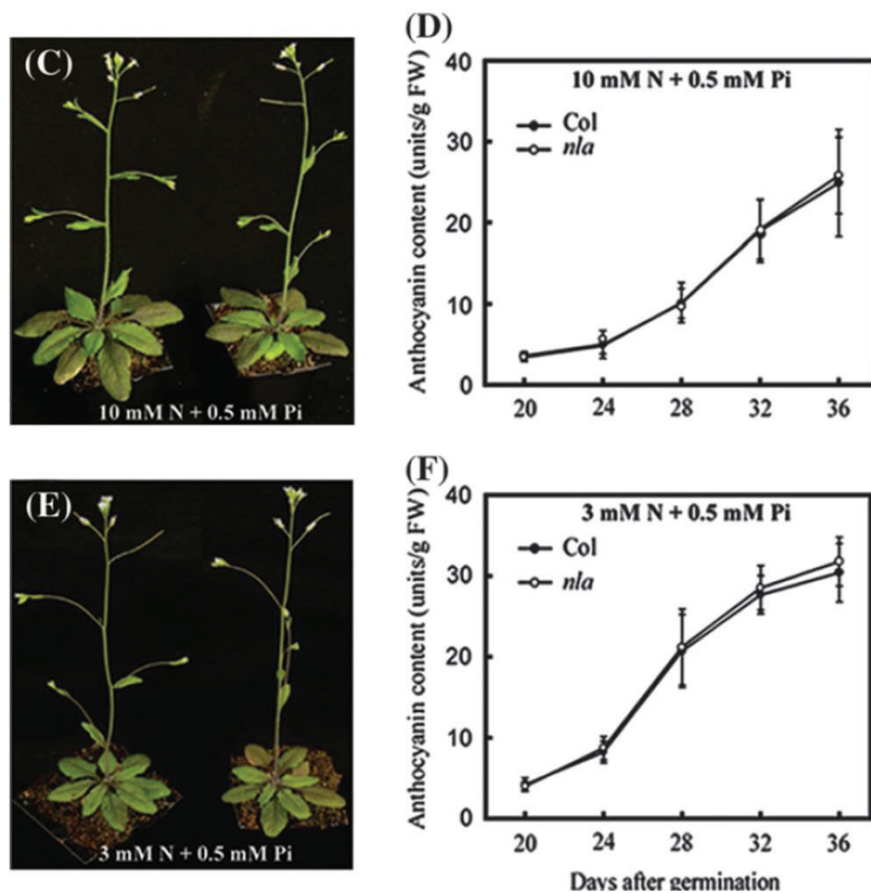 (C)
10 mM N + 0.5 mM Pi
(D)
Anthocyanin content (units/g FW)
40
30
20
10
0
10 mM N + 0.5 mM Pi
Col
nla
20 24 28 32 36
(E)
3 mM N + 0.5 mM Pi
(F)
Anthocyanin content (units/g FW)
40
30
20
10
0
3 mM N + 0.5 mM Pi
Col
nla
20 24 28 32 36
Days after germination